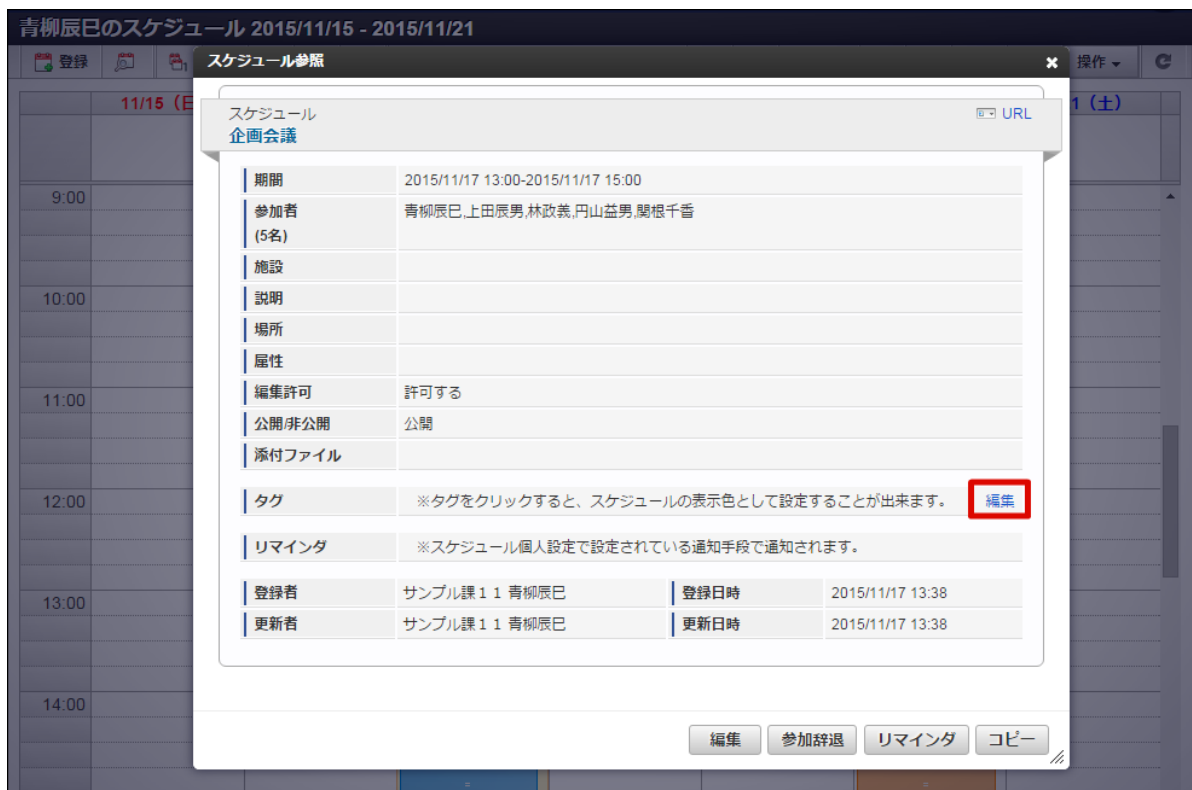 青柳辰巳のスケジュール 2015/11/15 - 2015/11/21
登録
操作
スケジュール参照
11/15（日
1（土）
スケジュール
URL
企画会議
期間 2015/11/17 13:00-2015/11/17 15:00
9:00
参加者 青柳辰巳,上田辰男,林政義,円山益男,関根千香
(5名)
施設
10:00
説明
場所
属性
編集許可 許可する
11:00
公開/非公開 公開
添付ファイル
12:00
タグ ※タグをクリックすると、スケジュールの表示色として設定することが出来ます。 編集
リマインダ ※スケジュール個人設定で設定されている通知手段で通知されます。
登録者 サンプル課１１ 青柳辰巳 登録日時 2015/11/17 13:38
13:00
更新者 サンプル課１１ 青柳辰巳 更新日時 2015/11/17 13:38
14:00
編集 参加辞退 リマインダ コピー